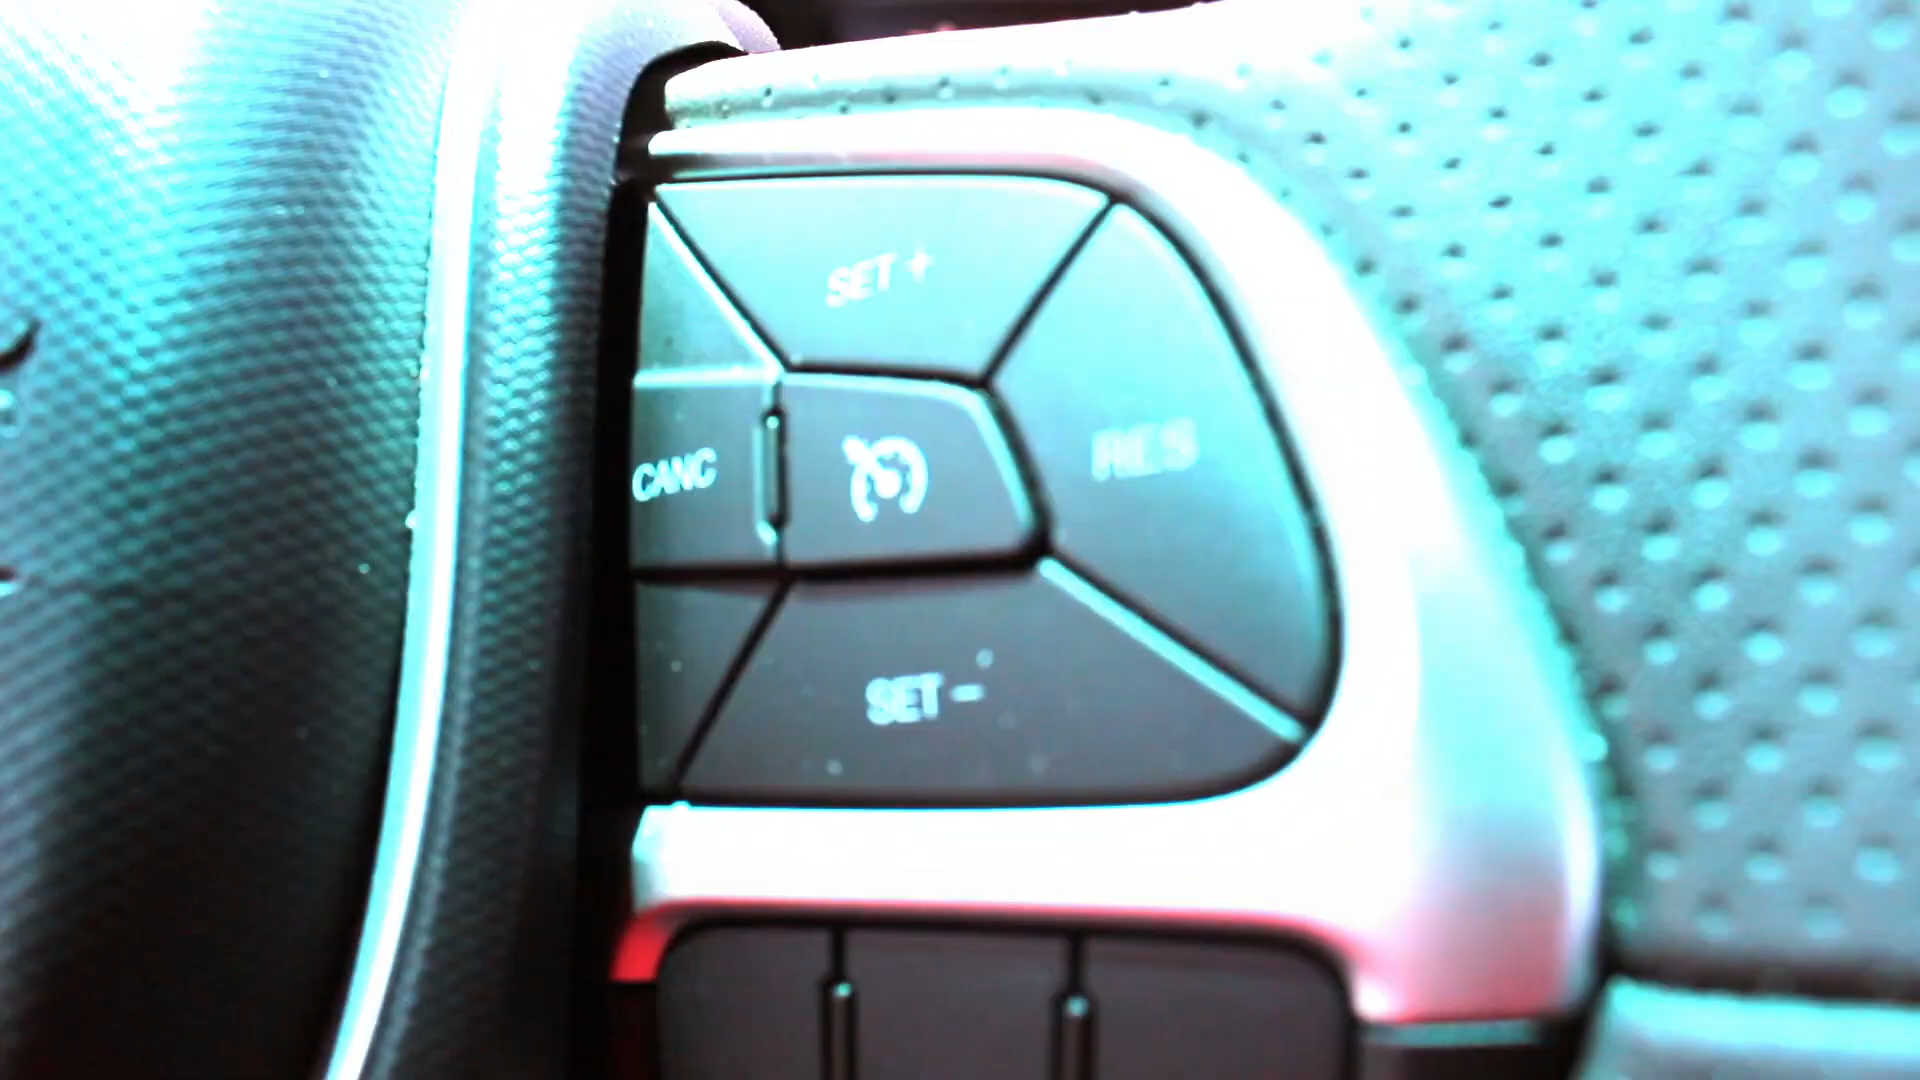 SET +
CANC
RES
SET −